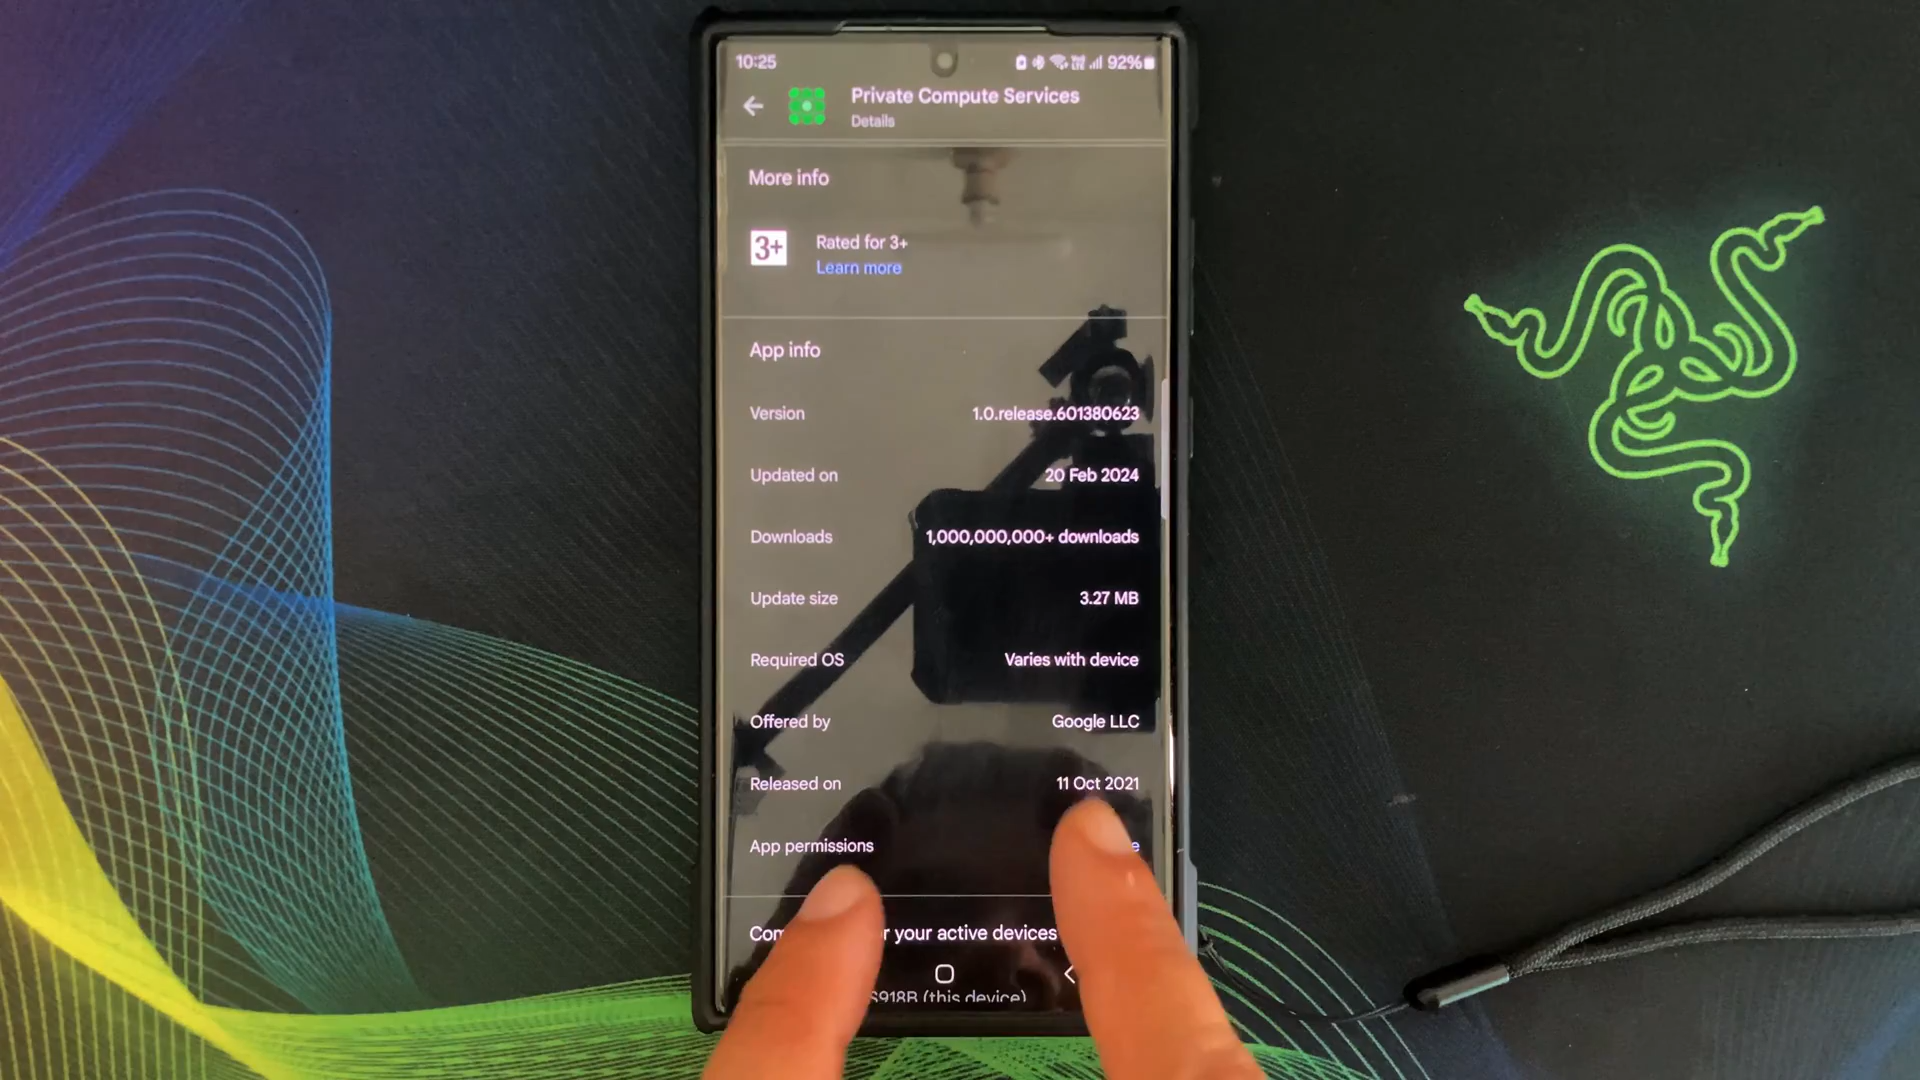 10:25
92%
Private Compute Services
Details
More info
3+
Rated for 3+
Learn more
App info
Version 1.0.release.601380623
Updated on 20 Feb 2024
Downloads 1,000,000,000+ downloads
Update size 3.27 MB
Required OS Varies with device
Offered by Google LLC
Released on 11 Oct 2021
App permissions
your active devices
S918B (this device)